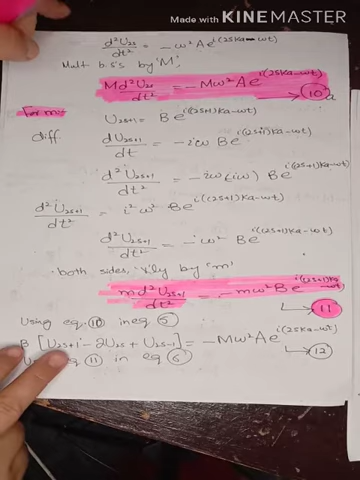 Made with KINEMASTER
d²U₂ₛ/dt² = -ω² A e^i(2SKa-ωt)
Mult b.s's by 'M'
M d²U₂ₛ/dt² = -Mω² A e^i(2SKa-ωt) → 10 a
For m:
U₂ₛ₊₁ = B e^i((2S+1)Ka-ωt)
diff dU₂ₛ₊₁/dt = -iω B e^i((2S+1)Ka-ωt)
d²U₂ₛ₊₁/dt² = -iω(iω) B e^i((2S+1)Ka-ωt)
d²U₂ₛ₊₁/dt² = i²ω² B e^i((2S+1)Ka-ωt)
d²U₂ₛ₊₁/dt² = -ω² B e^i((2S+1)Ka-ωt)
both sides, by 'm'
m d²U₂ₛ₊₁/dt² = -mω² B e^i((2S+1)Ka-ωt) → 11
Using eq. 10 in eq 5
B [U₂ₛ₊₁ - 2U₂ₛ + U₂ₛ₋₁] = -Mω² A e^i(2SKa-ωt) → 12
eq 11 in eq 6